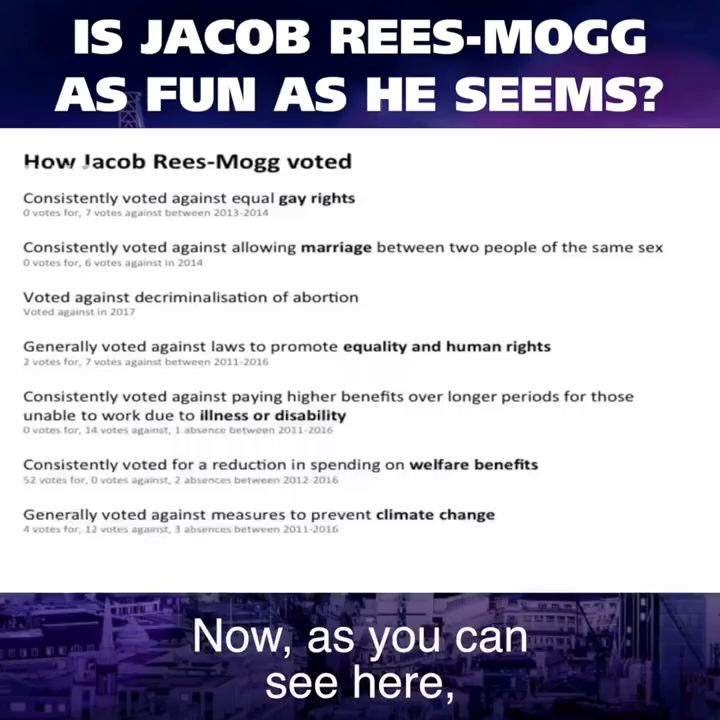 IS JACOB REES-MOGG
AS FUN AS HE SEEMS?
How Jacob Rees-Mogg voted
Consistently voted against equal gay rights
0 votes for, 7 votes against between 2013-2014
Consistently voted against allowing marriage between two people of the same sex
0 votes for, 6 votes against in 2014
Voted against decriminalisation of abortion
Voted against in 2017
Generally voted against laws to promote equality and human rights
2 votes for, 7 votes against between 2011-2016
Consistently voted against paying higher benefits over longer periods for those
unable to work due to illness or disability
0 votes for, 14 votes against, 1 absence between 2011-2016
Consistently voted for a reduction in spending on welfare benefits
52 votes for, 0 votes against, 2 absences between 2012-2016
Generally voted against measures to prevent climate change
4 votes for, 12 votes against, 3 absences between 2011-2016
Now, as you can
see here,